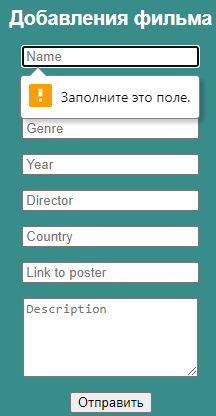 Добавления фильма
Name
Заполните это поле.
Genre
Year
Director
Country
Link to poster
Description
Отправить